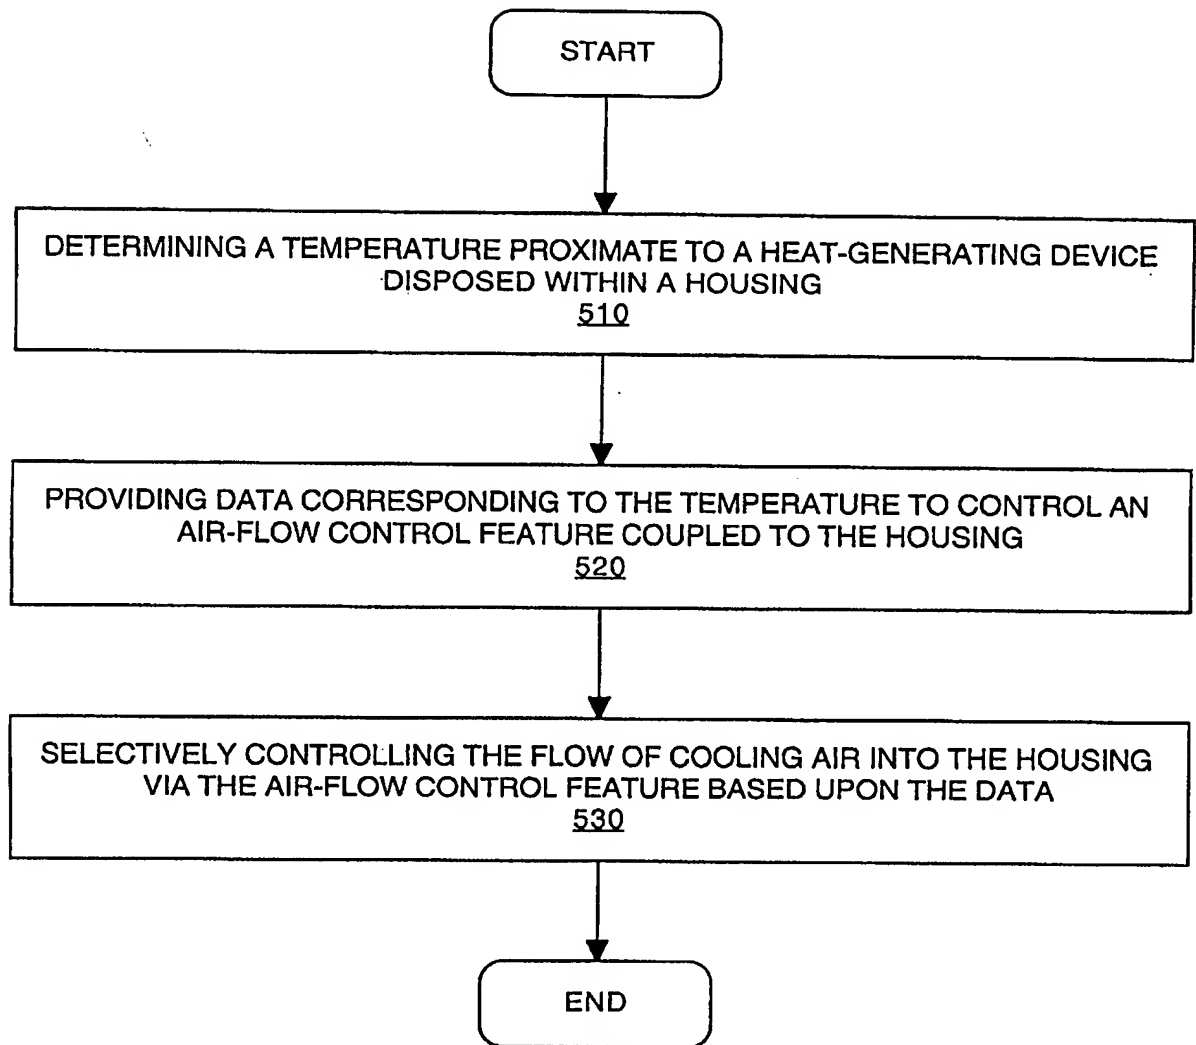 START
DETERMINING A TEMPERATURE PROXIMATE TO A HEAT-GENERATING DEVICE
DISPOSED WITHIN A HOUSING
510
PROVIDING DATA CORRESPONDING TO THE TEMPERATURE TO CONTROL AN
AIR-FLOW CONTROL FEATURE COUPLED TO THE HOUSING
520
SELECTIVELY CONTROLLING THE FLOW OF COOLING AIR INTO THE HOUSING
VIA THE AIR-FLOW CONTROL FEATURE BASED UPON THE DATA
530
END